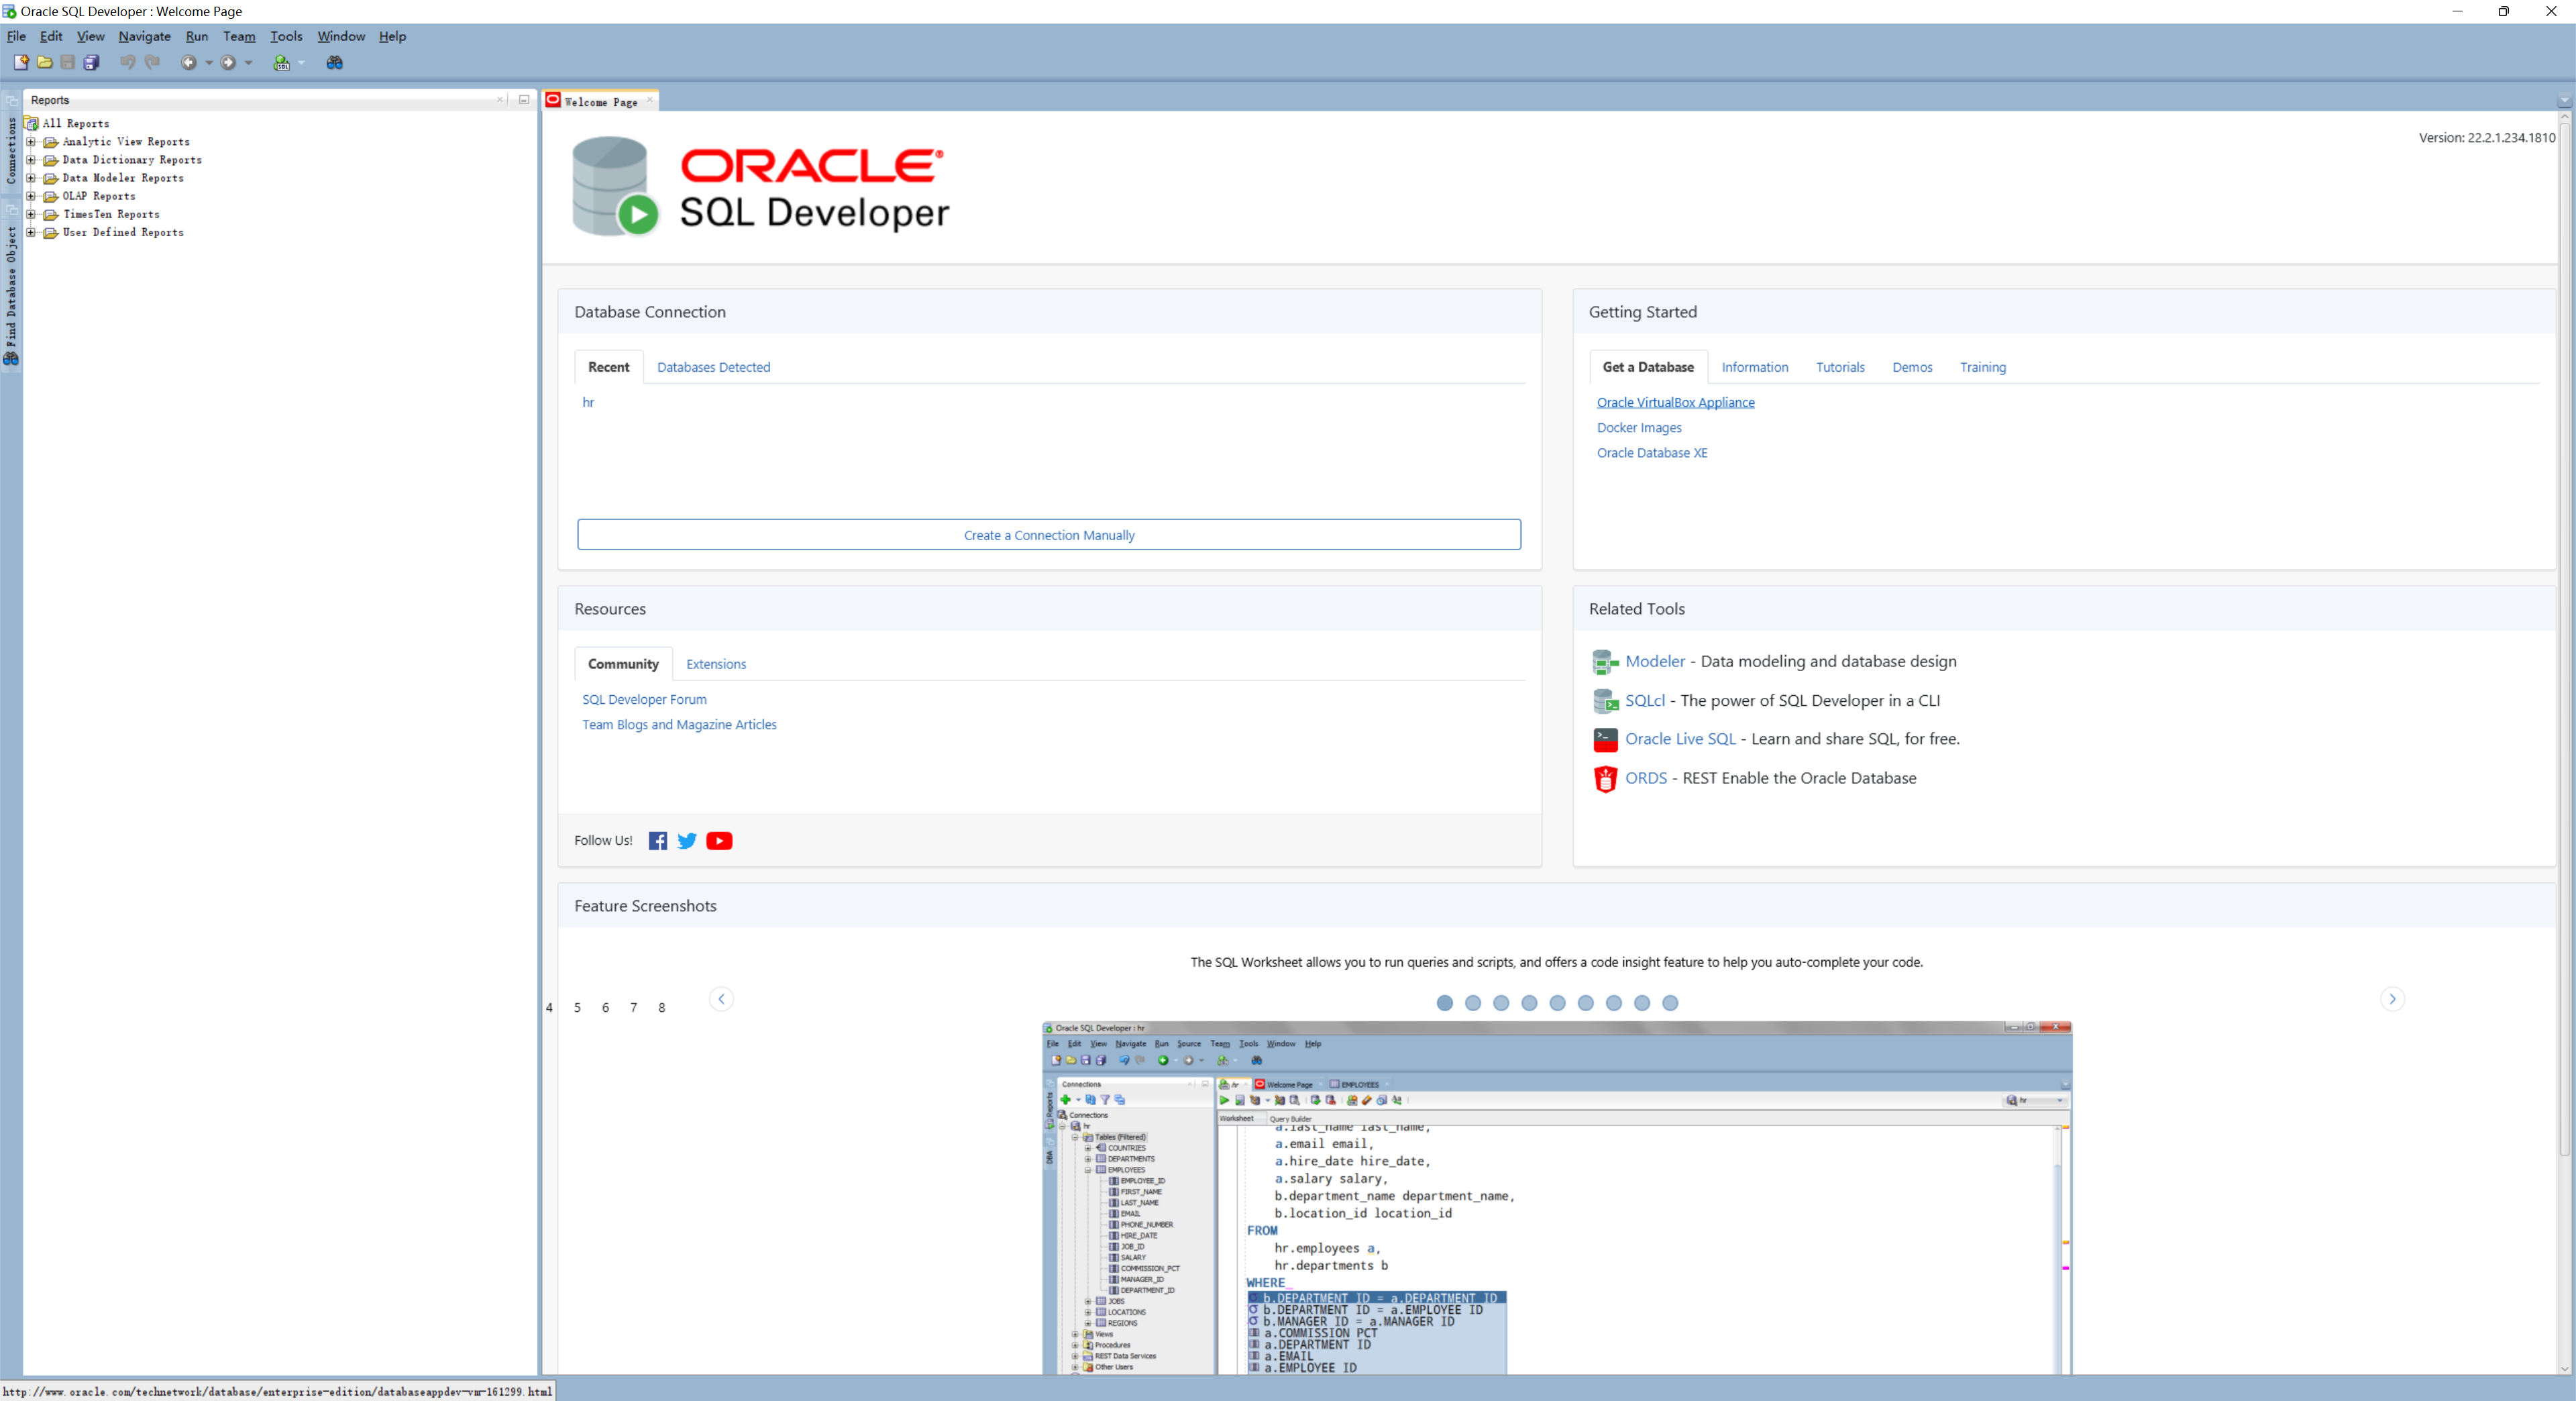 Oracle SQL Developer : Welcome Page
File Edit View Navigate Run Team Tools Window Help
Connections
Find Database Object
Reports
All Reports
Analytic View Reports
Data Dictionary Reports
Data Modeler Reports
OLAP Reports
TimesTen Reports
User Defined Reports
Welcome Page
ORACLE®
SQL Developer
Version: 22.2.1.234.1810
Database Connection
Recent Databases Detected
hr
Create a Connection Manually
Getting Started
Get a Database Information Tutorials Demos Training
Oracle VirtualBox Appliance
Docker Images
Oracle Database XE
Resources
Community Extensions
SQL Developer Forum
Team Blogs and Magazine Articles
Follow Us!
Related Tools
Modeler - Data modeling and database design
SQLcl - The power of SQL Developer in a CLI
Oracle Live SQL - Learn and share SQL, for free.
ORDS - REST Enable the Oracle Database
Feature Screenshots
The SQL Worksheet allows you to run queries and scripts, and offers a code insight feature to help you auto-complete your code.
4 5 6 7 8
Oracle SQL Developer : hr
File Edit View Navigate Run Source Team Tools Window Help
Reports
DBA
Connections
Connections
hr
Tables (Filtered)
COUNTRIES
DEPARTMENTS
EMPLOYEES
EMPLOYEE_ID
FIRST_NAME
LAST_NAME
EMAIL
PHONE_NUMBER
HIRE_DATE
JOB_ID
SALARY
COMMISSION_PCT
MANAGER_ID
DEPARTMENT_ID
JOBS
LOCATIONS
REGIONS
Views
Procedures
REST Data Services
Other Users
hr Welcome Page EMPLOYEES
hr
Worksheet Query Builder
a.last_name last_name,
a.email email,
a.hire_date hire_date,
a.salary salary,
b.department_name department_name,
b.location_id location_id
FROM
hr.employees a,
hr.departments b
WHERE
b.DEPARTMENT_ID = a.DEPARTMENT_ID
b.DEPARTMENT_ID = a.EMPLOYEE_ID
b.MANAGER_ID = a.MANAGER_ID
a.COMMISSION_PCT
a.DEPARTMENT_ID
a.EMAIL
a.EMPLOYEE_ID
http://www.oracle.com/technetwork/database/enterprise-edition/databaseappdev-vm-161299.html